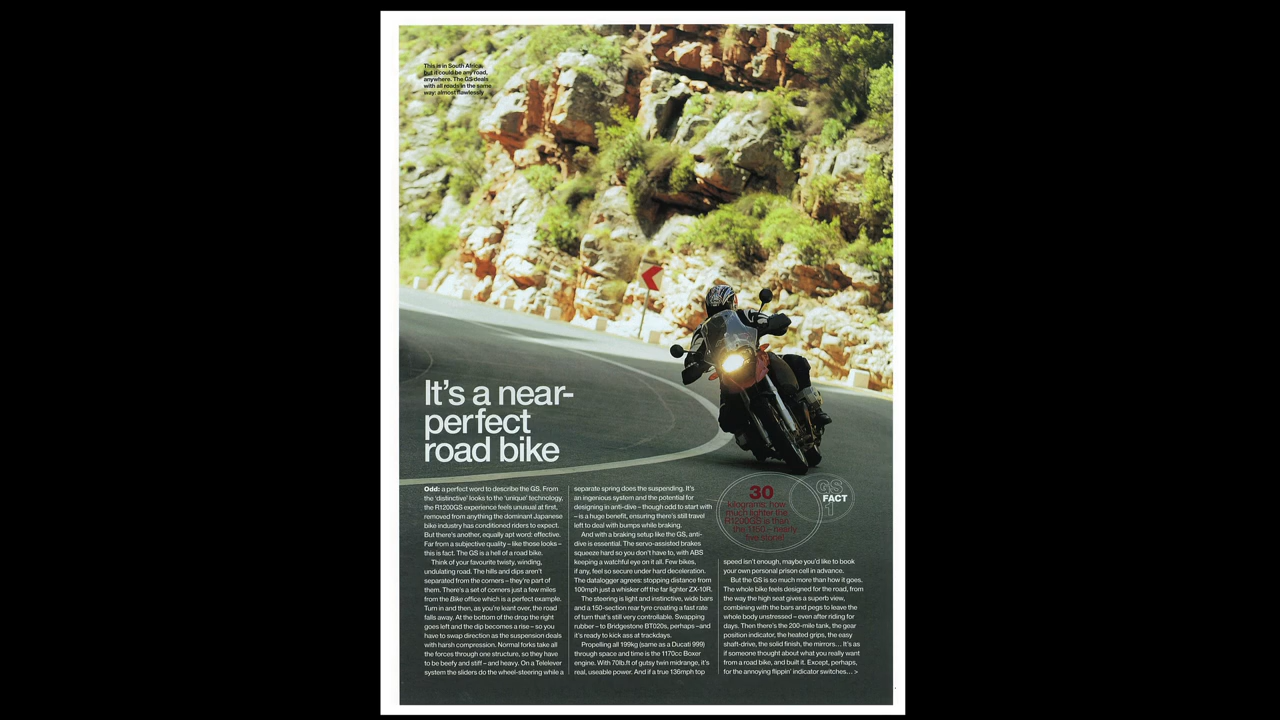 This is in South Africa,
but it could be any road,
anywhere. The GS deals
with all roads in the same
way: almost flawlessly
It's a near-
perfect
road bike
Odd: a perfect word to describe the GS. From
the 'distinctive' looks to the 'unique' technology,
the R1200GS experience feels unusual at first,
removed from anything the dominant Japanese
bike industry has conditioned riders to expect.
But there's another, equally apt word: effective.
Far from a subjective quality – like those looks –
this is fact. The GS is a hell of a road bike.
Think of your favourite twisty, winding,
undulating road. The hills and dips aren't
separated from the corners – they're part of
them. There's a set of corners just a few miles
from the Bike office which is a perfect example.
Turn in and then, as you're leant over, the road
falls away. At the bottom of the drop the right
goes left and the dip becomes a rise – so you
have to swap direction as the suspension deals
with harsh compression. Normal forks take all
the forces through one structure, so they have
to be beefy and stiff – and heavy. On a Telelever
system the sliders do the wheel-steering while a
separate spring does the suspending. It's
an ingenious system and the potential for
designing in anti-dive – though odd to start with
– is a huge benefit, ensuring there's still travel
left to deal with bumps while braking.
And with a braking setup like the GS, anti-
dive is essential. The servo-assisted brakes
squeeze hard so you don't have to, with ABS
keeping a watchful eye on it all. Few bikes,
if any, feel so secure under hard deceleration.
The datalogger agrees: stopping distance from
100mph just a whisker off the far lighter ZX-10R.
The steering is light and instinctive, wide bars
and a 150-section rear tyre creating a fast rate
of turn that's still very controllable. Swapping
rubber – to Bridgestone BT020s, perhaps – and
it's ready to kick ass at trackdays.
Propelling all 199kg (same as a Ducati 999)
through space and time is the 1170cc Boxer
engine. With 70lb.ft of gutsy twin midrange, it's
real, useable power. And if a true 136mph top
30
kilograms: how
much lighter the
R1200GS is than
the 1150 – nearly
five stone!
GS
FACT
1
speed isn't enough, maybe you'd like to book
your own personal prison cell in advance.
But the GS is so much more than how it goes.
The whole bike feels designed for the road, from
the way the high seat gives a superb view,
combining with the bars and pegs to leave the
whole body unstressed – even after riding for
days. Then there's the 200-mile tank, the gear
position indicator, the heated grips, the easy
shaft-drive, the solid finish, the mirrors… It's as
if someone thought about what you really want
from a road bike, and built it. Except, perhaps,
for the annoying flippin' indicator switches… >